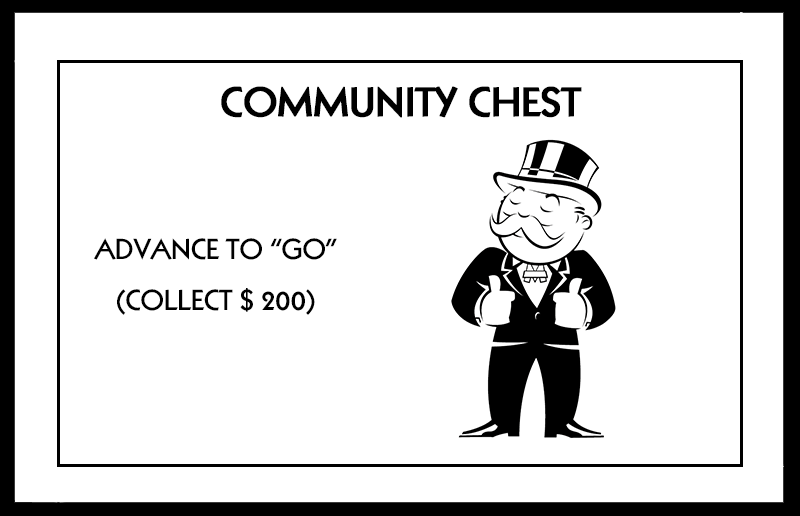 COMMUNITY CHEST
ADVANCE TO “GO”
(COLLECT $ 200)